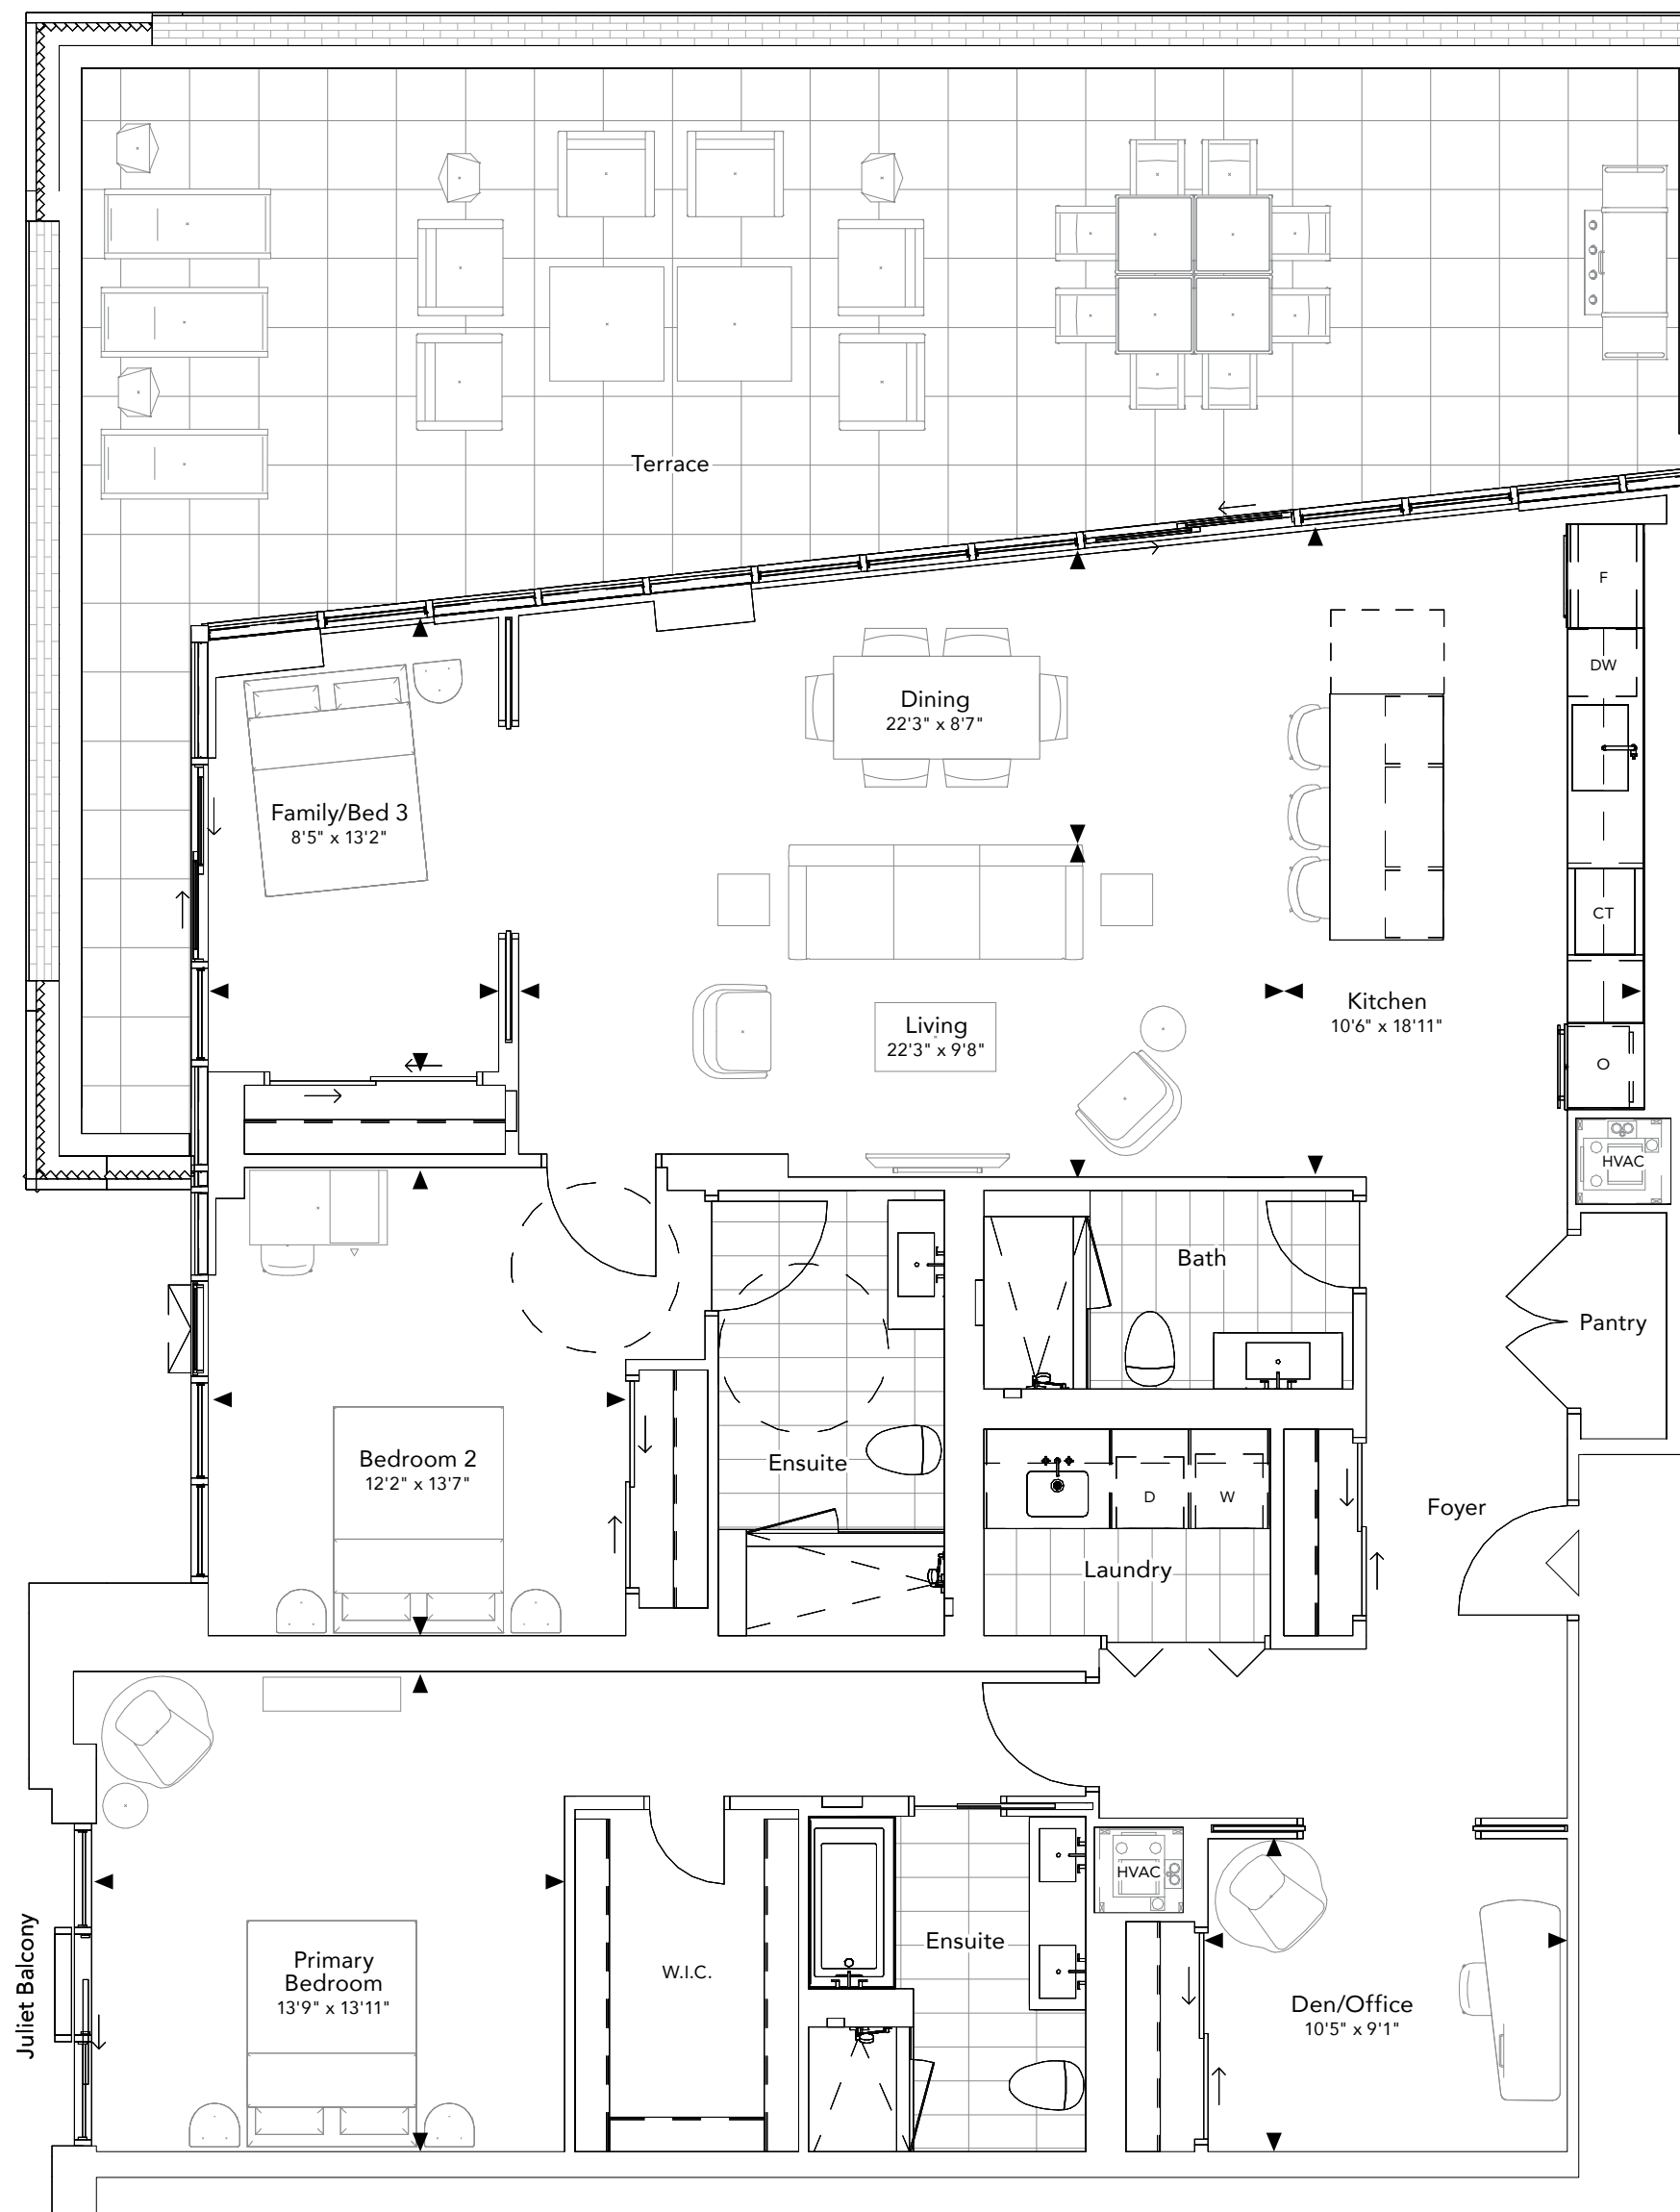 Terrace
F
DW
Dining
22'3" x 8'7"
Family/Bed 3
8'5" x 13'2"
CT
Kitchen
10'6" x 18'11"
Living
22'3" x 9'8"
O
HVAC
Bath
Pantry
Bedroom 2
12'2" x 13'7"
Ensuite
D
W
Foyer
Laundry
HVAC
Juliet Balcony
Primary
Bedroom
13'9" x 13'11"
W.I.C.
Ensuite
Den/Office
10'5" x 9'1"